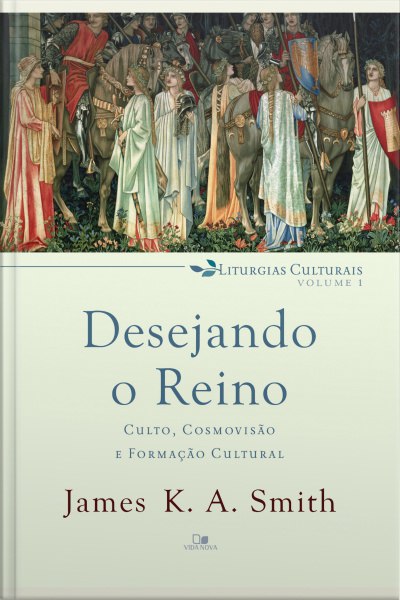 Liturgias Culturais
VOLUME 1
Desejando
o Reino
Culto, Cosmovisão
e Formação Cultural
James K. A. Smith
VIDA NOVA